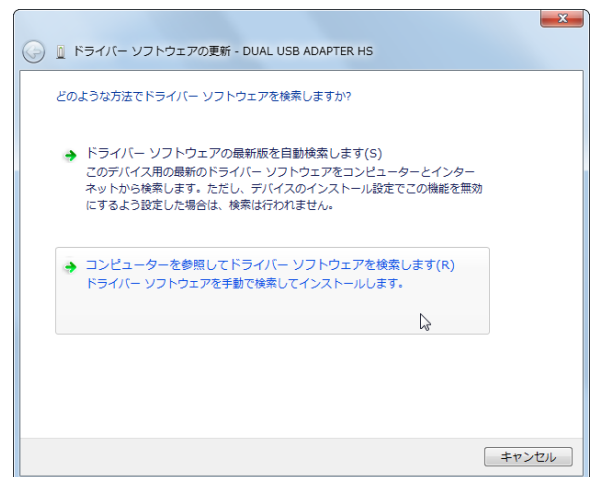 ドライバー ソフトウェアの更新 - DUAL USB ADAPTER HS
どのような方法でドライバー ソフトウェアを検索しますか?
ドライバー ソフトウェアの最新版を自動検索します(S)
このデバイス用の最新のドライバー ソフトウェアをコンピューターとインター
ネットから検索します。ただし、デバイスのインストール設定でこの機能を無効
にするよう設定した場合は、検索は行われません。
コンピューターを参照してドライバー ソフトウェアを検索します(R)
ドライバー ソフトウェアを手動で検索してインストールします。
キャンセル